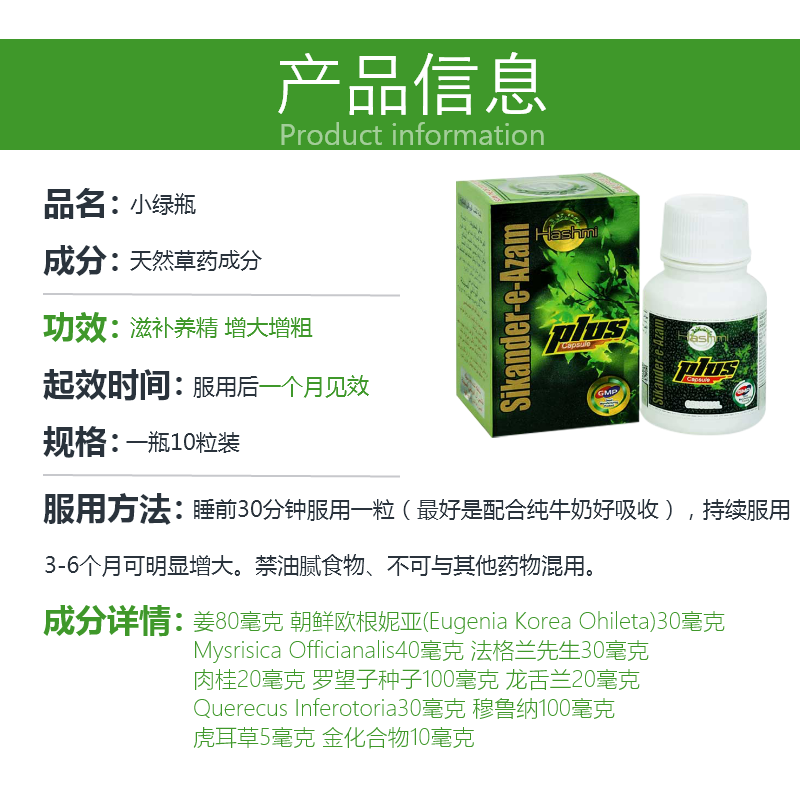 产品信息
Product information
品名：小绿瓶
成分：天然草药成分
功效：滋补养精 增大增粗
起效时间：服用后一个月见效
规格：一瓶10粒装
Hashmi
Sikander-e-Azam
plus
Capsule
GMP
Hashmi
Sikander-e-Azam
plus
Capsule
服用方法：睡前30分钟服用一粒（最好是配合纯牛奶好吸收），持续服用
3-6个月可明显增大。禁油腻食物、不可与其他药物混用。
成分详情：姜80毫克 朝鲜欧根妮亚(Eugenia Korea Ohileta)30毫克
Mysrisica Officianalis40毫克 法格兰先生30毫克
肉桂20毫克 罗望子种子100毫克 龙舌兰20毫克
Querecus Inferotoria30毫克 穆鲁纳100毫克
虎耳草5毫克 金化合物10毫克